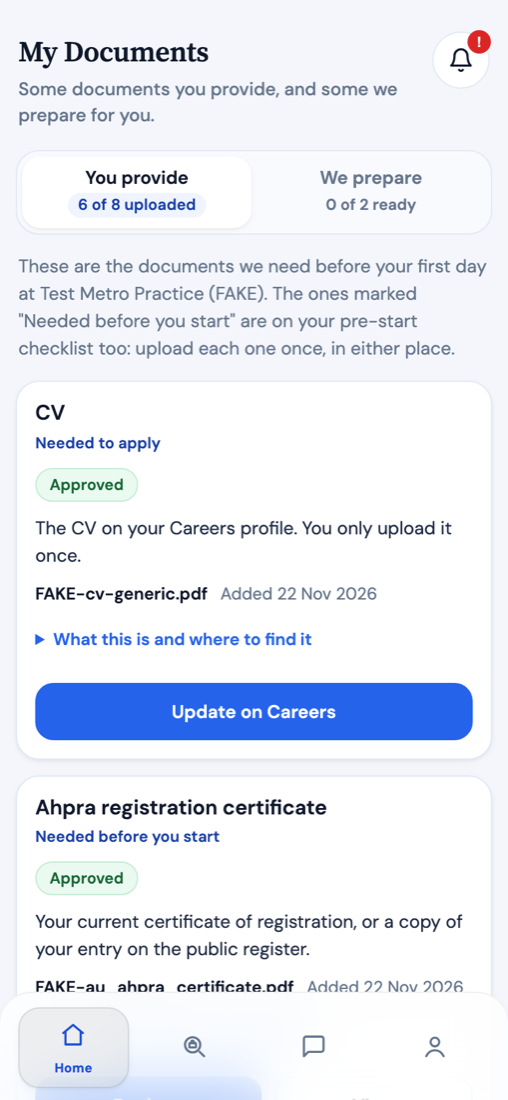 My Documents
!
Some documents you provide, and some we
prepare for you.
You provide
6 of 8 uploaded
We prepare
0 of 2 ready
These are the documents we need before your first day
at Test Metro Practice (FAKE). The ones marked
"Needed before you start" are on your pre-start
checklist too: upload each one once, in either place.
CV
Needed to apply
Approved
The CV on your Careers profile. You only upload it
once.
FAKE-cv-generic.pdf Added 22 Nov 2026
▶ What this is and where to find it
Update on Careers
Ahpra registration certificate
Needed before you start
Approved
Your current certificate of registration, or a copy of
your entry on the public register.
FAKE-au_ahpra_certificate.pdf Added 22 Nov 2026
Home